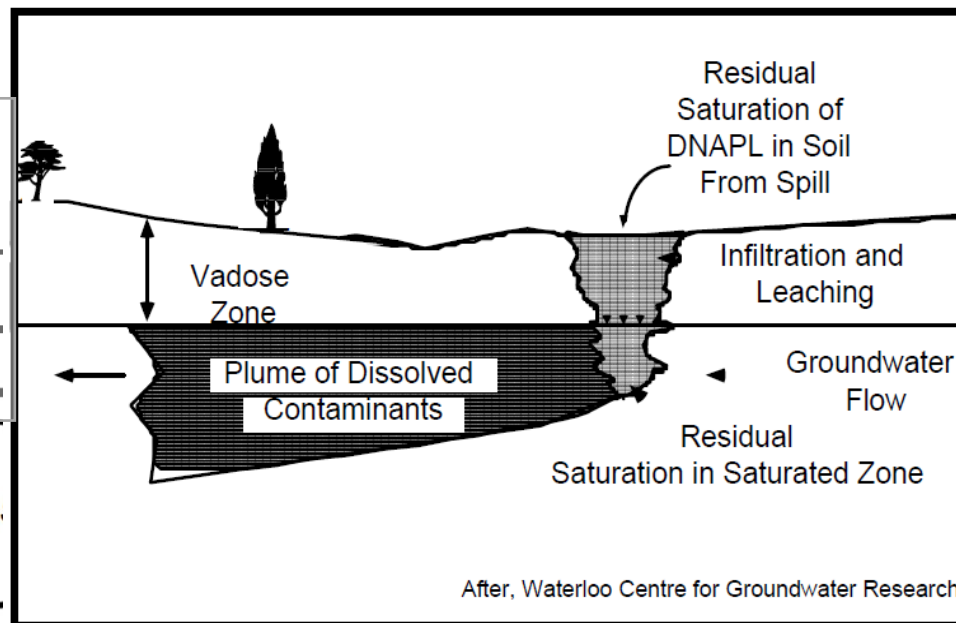 Residual
Saturation of
DNAPL in Soil
From Spill
Infiltration and
Leaching
Vadose
Zone
Plume of Dissolved
Contaminants
Groundwater
Flow
Residual
Saturation in Saturated Zone
After, Waterloo Centre for Groundwater Research